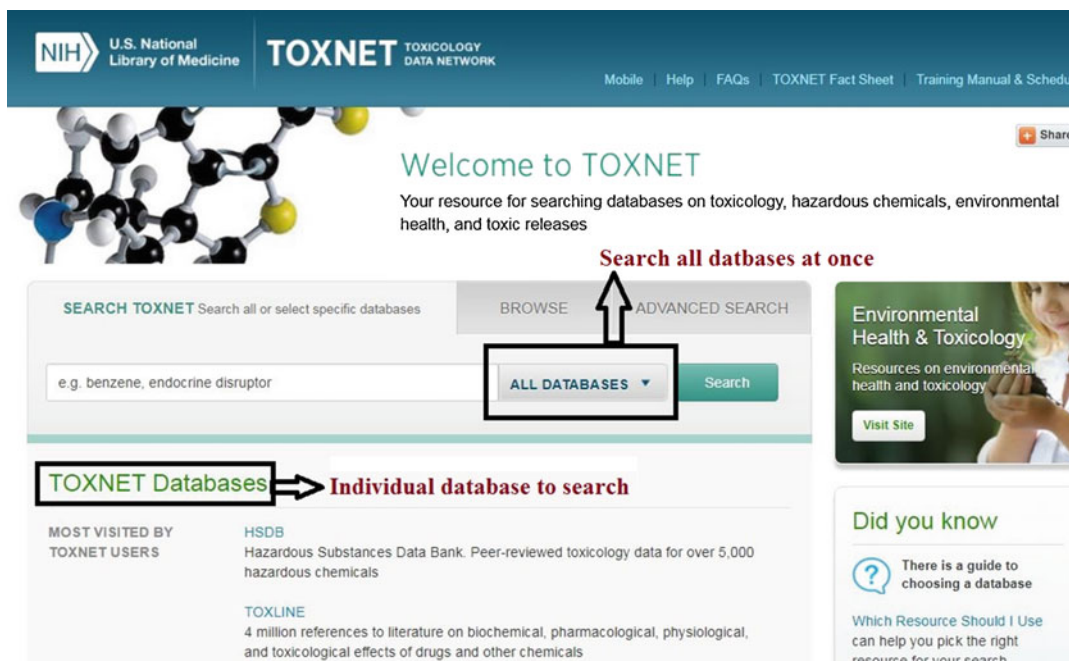 NIH U.S. National
Library of Medicine
TOXNET TOXICOLOGY
DATA NETWORK
Mobile | Help | FAQs | TOXNET Fact Sheet | Training Manual &
Share
Welcome to TOXNET
Your resource for searching databases on toxicology, hazardous chemicals, environmental
health, and toxic releases
Search all datbases at once
SEARCH TOXNET Search all or select specific databases
BROWSE
ADVANCED SEARCH
e.g. benzene, endocrine disruptor
ALL DATABASES
Search
Environmental
Health & Toxicology
Resources on environmental
health and toxicology
Visit Site
TOXNET Databases
Individual database to search
MOST VISITED BY
TOXNET USERS
HSDB
Hazardous Substances Data Bank. Peer-reviewed toxicology data for over 5,000
hazardous chemicals
TOXLINE
4 million references to literature on biochemical, pharmacological, physiological,
and toxicological effects of drugs and other chemicals
Did you know
?
There is a guide to
choosing a database
Which Resource Should I Use
can help you pick the right
resource for your search